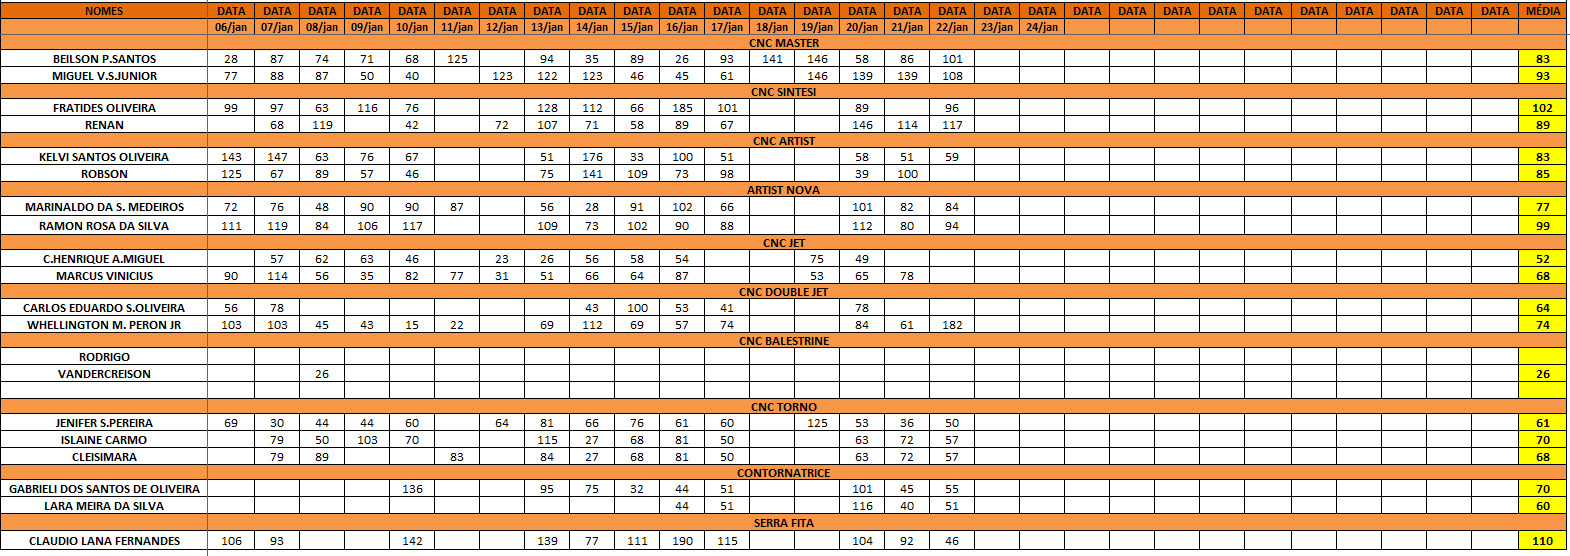 NOMES DATA DATA DATA DATA DATA DATA DATA DATA DATA DATA DATA DATA DATA DATA DATA DATA DATA DATA DATA DATA DATA DATA DATA DATA DATA DATA DATA DATA DATA MÉDIA
06/jan 07/jan 08/jan 09/jan 10/jan 11/jan 12/jan 13/jan 14/jan 15/jan 16/jan 17/jan 18/jan 19/jan 20/jan 21/jan 22/jan 23/jan 24/jan
CNC MASTER
BEILSON P.SANTOS 28 87 74 71 68 125 94 35 89 26 93 141 146 58 86 101 83
MIGUEL V.S.JUNIOR 77 88 87 50 40 123 122 123 46 45 61 146 139 139 108 93
CNC SINTESI
FRATIDES OLIVEIRA 99 97 63 116 76 128 112 66 185 101 89 96 102
RENAN 68 119 42 72 107 71 58 89 67 146 114 117 89
CNC ARTIST
KELVI SANTOS OLIVEIRA 143 147 63 76 67 51 176 33 100 51 58 51 59 83
ROBSON 125 67 89 57 46 75 141 109 73 98 39 100 85
ARTIST NOVA
MARINALDO DA S. MEDEIROS 72 76 48 90 90 87 56 28 91 102 66 101 82 84 77
RAMON ROSA DA SILVA 111 119 84 106 117 109 73 102 90 88 112 80 94 99
CNC JET
C.HENRIQUE A.MIGUEL 57 62 63 46 23 26 56 58 54 75 49 52
MARCUS VINICIUS 90 114 56 35 82 77 31 51 66 64 87 53 65 78 68
CNC DOUBLE JET
CARLOS EDUARDO S.OLIVEIRA 56 78 43 100 53 41 78 64
WHELLINGTON M. PERON JR 103 103 45 43 15 22 69 112 69 57 74 84 61 182 74
CNC BALESTRINE
RODRIGO
VANDERCREISON 26 26
CNC TORNO
JENIFER S.PEREIRA 69 30 44 44 60 64 81 66 76 61 60 125 53 36 50 61
ISLAINE CARMO 79 50 103 70 115 27 68 81 50 63 72 57 70
CLEISIMARA 79 89 83 84 27 68 81 50 63 72 57 68
CONTORNATRICE
GABRIELI DOS SANTOS DE OLIVEIRA 136 95 75 32 44 51 101 45 55 70
LARA MEIRA DA SILVA 44 51 116 40 51 60
SERRA FITA
CLAUDIO LANA FERNANDES 106 93 142 139 77 111 190 115 104 92 46 110